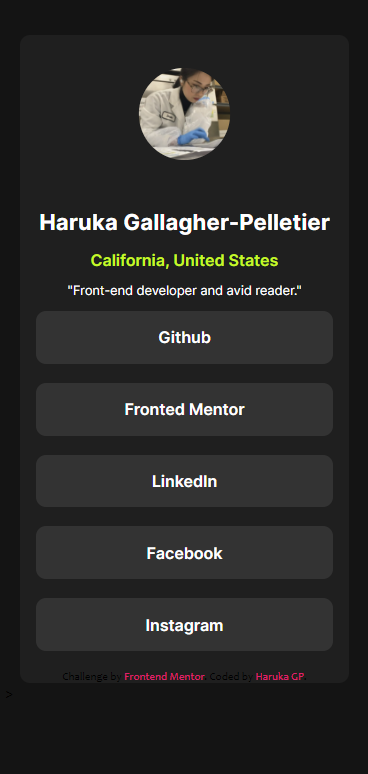 Haruka Gallagher-Pelletier
California, United States
"Front-end developer and avid reader."
Github
Fronted Mentor
LinkedIn
Facebook
Instagram
Challenge by Frontend Mentor. Coded by Haruka GP
>